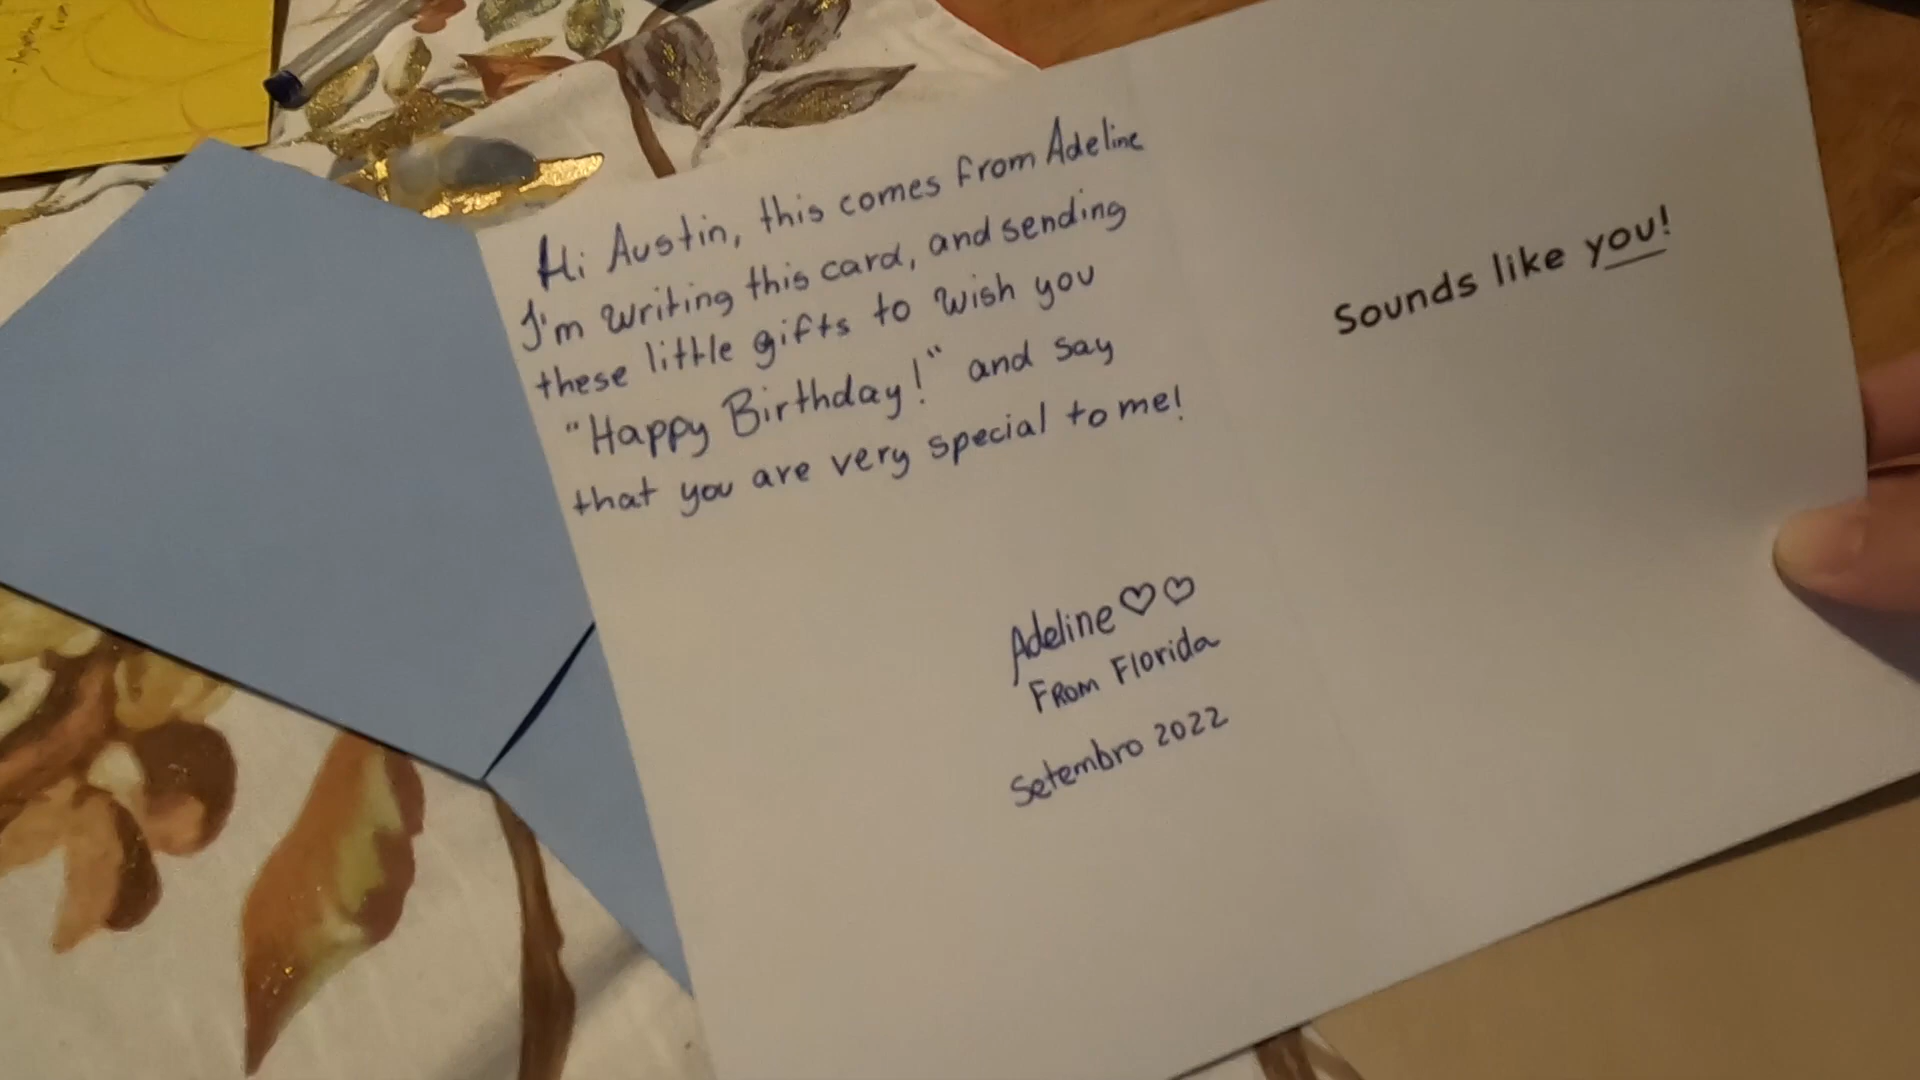 Hi Austin, this comes from Adeline
I'm writing this card, and sending
these little gifts to wish you
"Happy Birthday!" and say
that you are very special to me!
Adeline ♡♡
From Florida
Setembro 2022
Sounds like you!